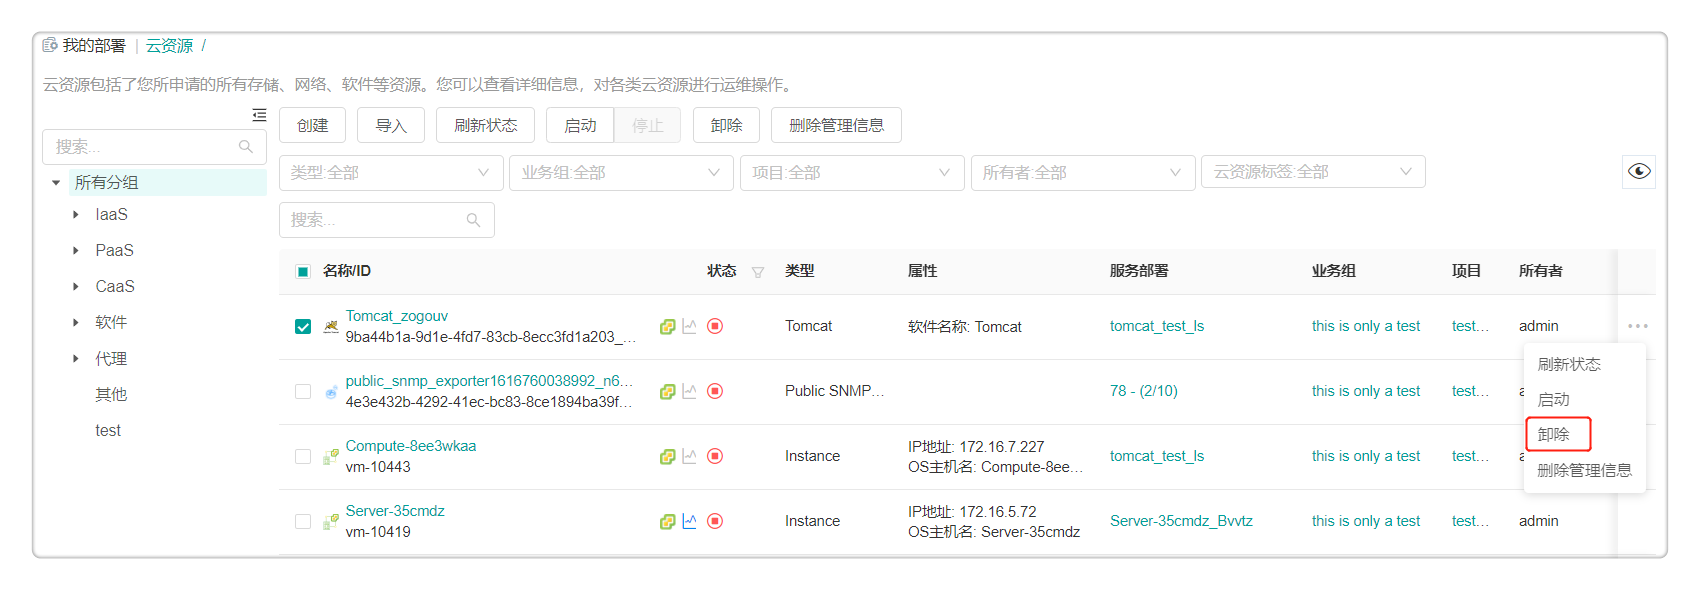 我的部署 | 云资源 /
云资源包括了您所申请的所有存储、网络、软件等资源。您可以查看详细信息，对各类云资源进行运维操作。
搜索...
所有分组
IaaS
PaaS
CaaS
软件
代理
其他
test
创建 导入 刷新状态 启动 停止 卸除 删除管理信息
类型:全部 业务组:全部 项目:全部 所有者:全部 云资源标签:全部
搜索...
名称/ID 状态 类型 属性 服务部署 业务组 项目 所有者
Tomcat_zogouv
9ba44b1a-9d1e-4fd7-83cb-8ecc3fd1a203_...
Tomcat 软件名称: Tomcat tomcat_test_ls this is only a test test... admin
public_snmp_exporter1616760038992_n6...
4e3e432b-4292-41ec-bc83-8ce1894ba39f...
Public SNMP... 78 - (2/10) this is only a test test...
Compute-8ee3wkaa
vm-10443
Instance
IP地址: 172.16.7.227
OS主机名: Compute-8ee...
tomcat_test_ls this is only a test test...
Server-35cmdz
vm-10419
Instance
IP地址: 172.16.5.72
OS主机名: Server-35cmdz
Server-35cmdz_Bvvtz this is only a test test... admin
刷新状态
启动
卸除
删除管理信息